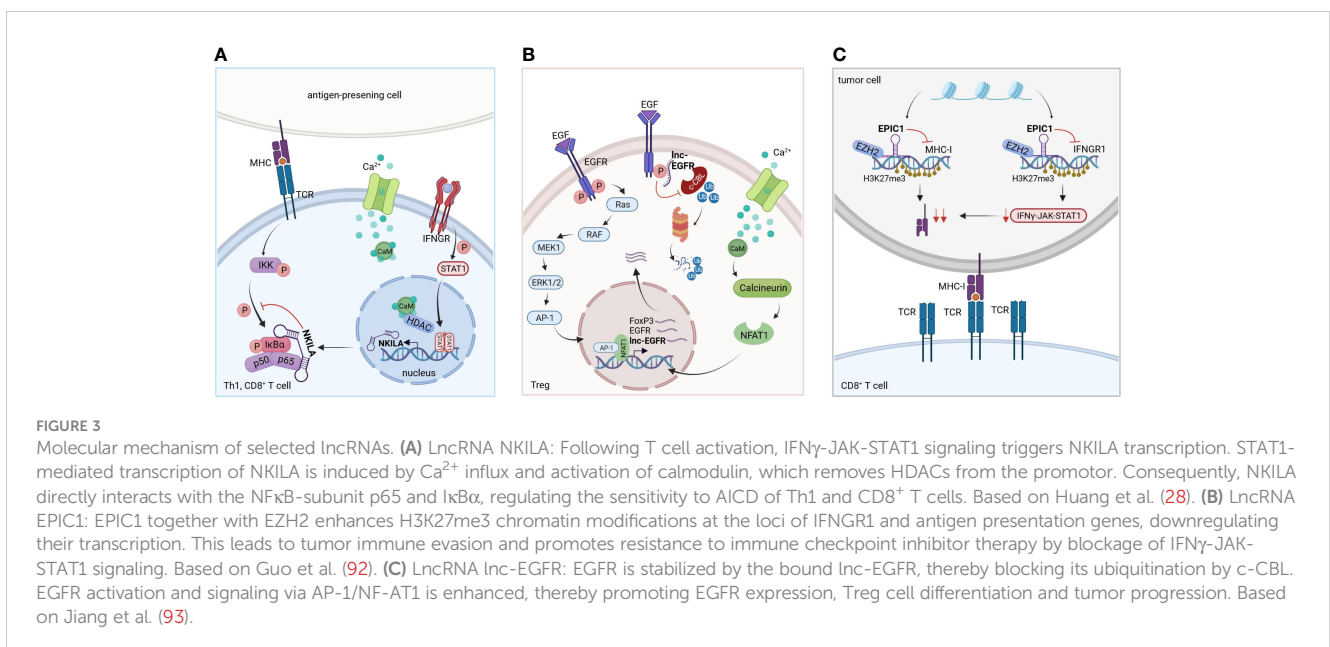 A
antigen-presening cell
MHC
TCR
Ca²⁺
IFNGR
CaM
P
STAT1
IKK
P
P
CaM
HDAC
NKILA
P
IκBα
p50
p65
NKILA
STAT1
STAT1
nucleus
Th1, CD8⁺ T cell
B
EGF
EGF
EGFR
P
P
P
lnc-
EGFR
c-CBL
Ub
Ub
Ub
Ca²⁺
Ras
RAF
MEK1
ERK1/2
AP-1
Ub
Ub
Ub
CaM
Calcineurin
NFAT1
FoxP3
EGFR
lnc-EGFR
AP-1
NFAT1
Treg
C
tumor cell
EPIC1
EZH2
MHC-I
H3K27me3
EPIC1
EZH2
IFNGR1
H3K27me3
IFNγ-JAK-STAT1
MHC-I
TCR
TCR
TCR
CD8⁺ T cell
FIGURE 3
Molecular mechanism of selected lncRNAs. (A) LncRNA NKILA: Following T cell activation, IFNγ-JAK-STAT1 signaling triggers NKILA transcription. STAT1-
mediated transcription of NKILA is induced by Ca²⁺ influx and activation of calmodulin, which removes HDACs from the promotor. Consequently, NKILA
directly interacts with the NFκB-subunit p65 and IκBα, regulating the sensitivity to AICD of Th1 and CD8⁺ T cells. Based on Huang et al. (28). (B) LncRNA
EPIC1: EPIC1 together with EZH2 enhances H3K27me3 chromatin modifications at the loci of IFNGR1 and antigen presentation genes, downregulating
their transcription. This leads to tumor immune evasion and promotes resistance to immune checkpoint inhibitor therapy by blockage of IFNγ-JAK-
STAT1 signaling. Based on Guo et al. (92). (C) LncRNA lnc-EGFR: EGFR is stabilized by the bound lnc-EGFR, thereby blocking its ubiquitination by c-CBL.
EGFR activation and signaling via AP-1/NF-AT1 is enhanced, thereby promoting EGFR expression, Treg cell differentiation and tumor progression. Based
on Jiang et al. (93).